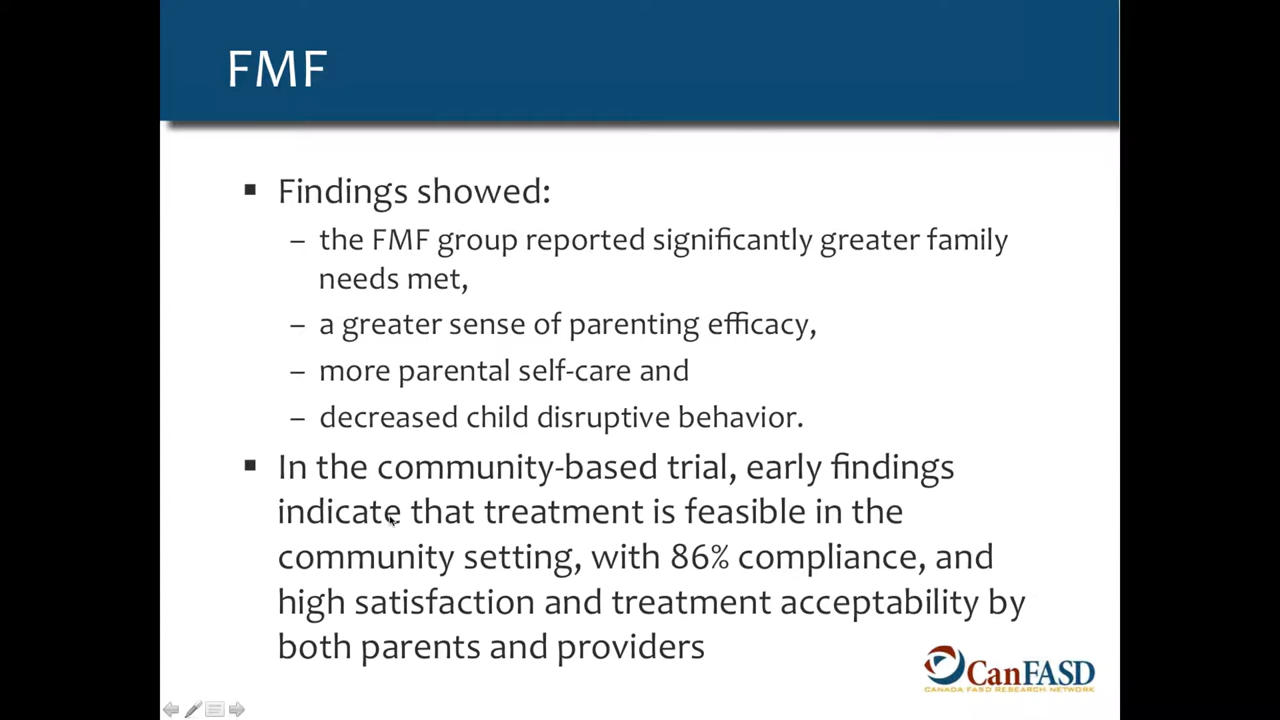 FMF
▪ Findings showed:
– the FMF group reported significantly greater family
needs met,
– a greater sense of parenting efficacy,
– more parental self-care and
– decreased child disruptive behavior.
▪ In the community-based trial, early findings
indicate that treatment is feasible in the
community setting, with 86% compliance, and
high satisfaction and treatment acceptability by
both parents and providers
CanFASD
CANADA FASD RESEARCH NETWORK